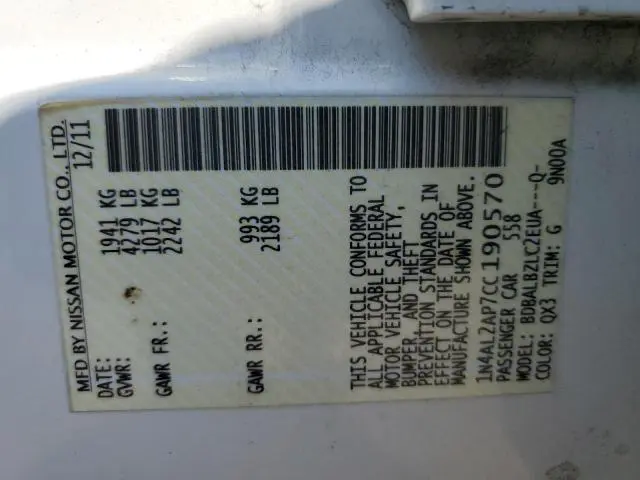 MFD BY NISSAN MOTOR CO., LTD.
DATE: 12/11
GVWR: 1941 KG
4279 LB
GAWR FR.: 1017 KG
2242 LB
GAWR RR.: 993 KG
2189 LB
THIS VEHICLE CONFORMS TO
ALL APPLICABLE FEDERAL
MOTOR VEHICLE SAFETY,
BUMPER, AND THEFT
PREVENTION STANDARDS IN
EFFECT ON THE DATE OF
MANUFACTURE SHOWN ABOVE.
1N4AL2AP7CC190570
PASSENGER CAR 558
MODEL: BDBALBZLC2EUA---Q-
COLOR: QX3 TRIM: G 9N00A